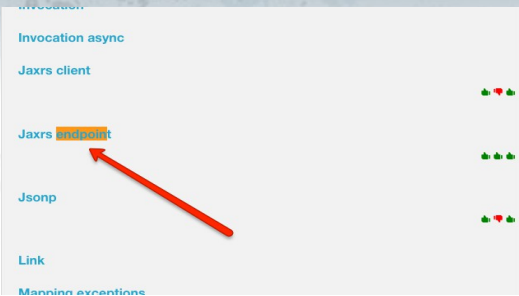 Invocation async
Jaxrs client
Jaxrs endpoint
Jsonp
Link
Mapping exceptions